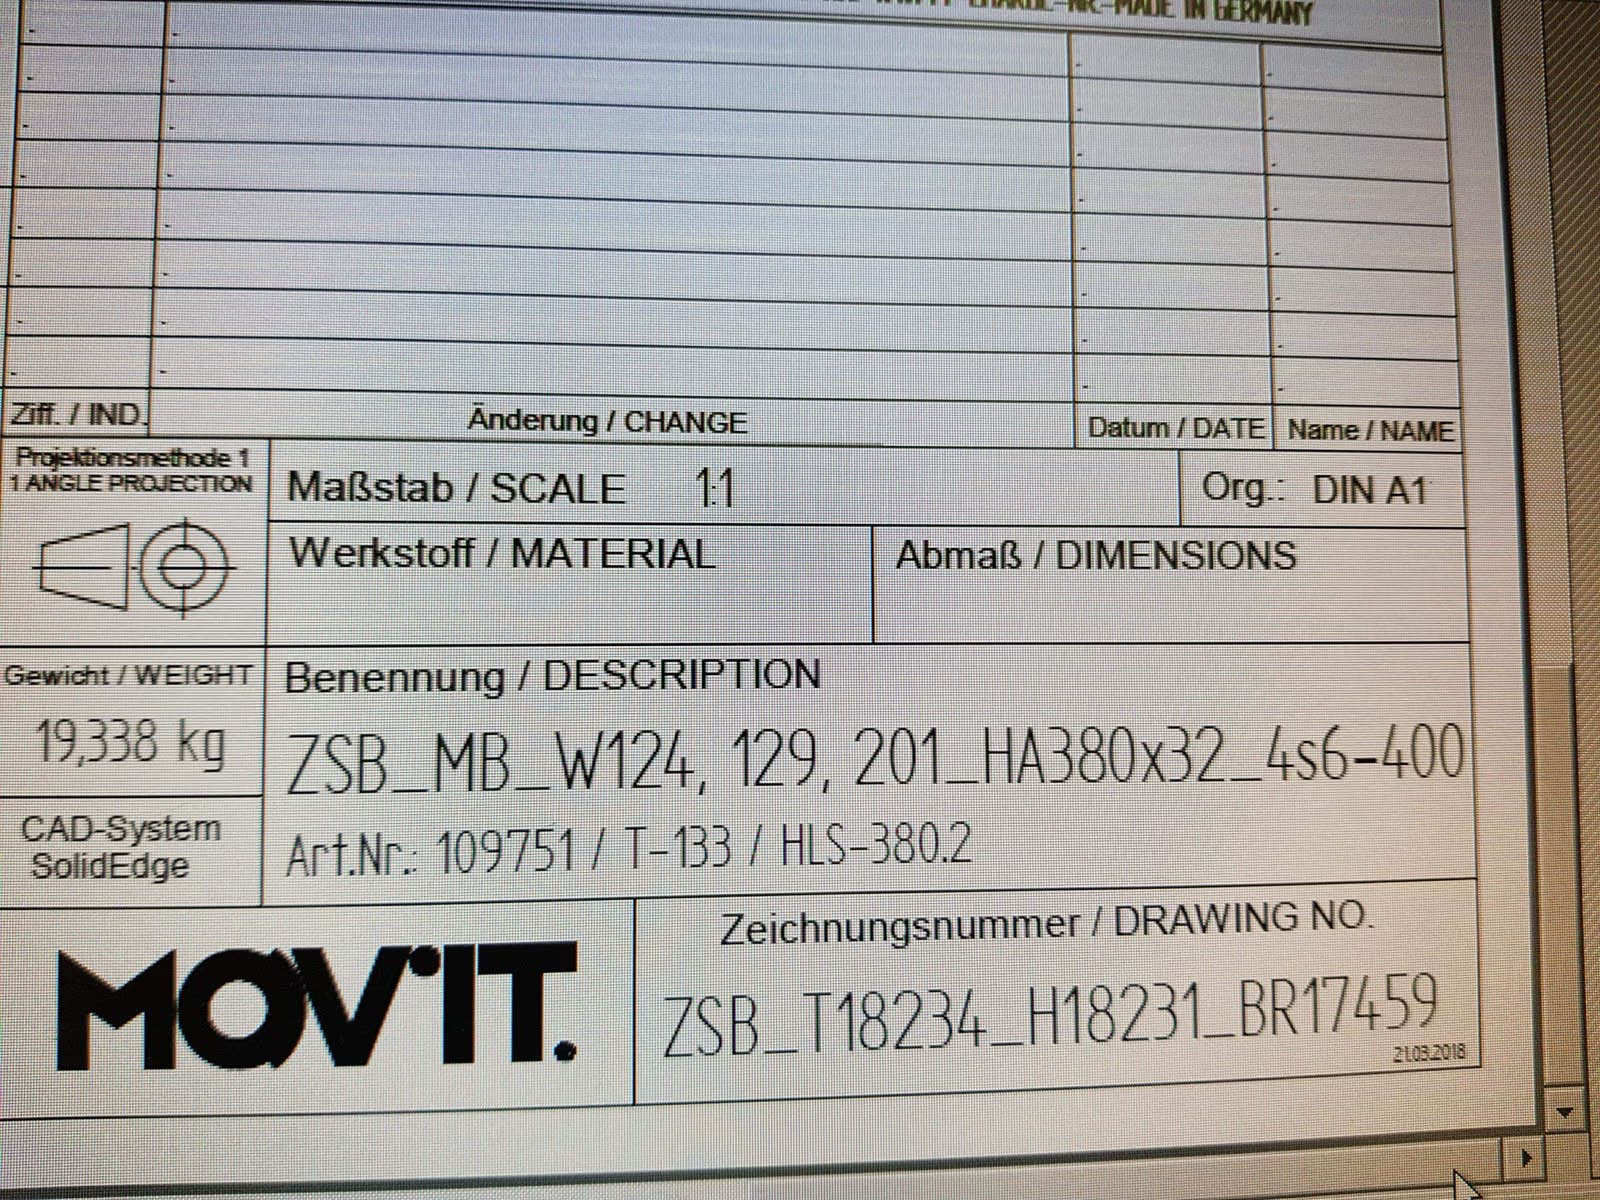 -NR.-MADE IN GERMANY
Ziff. / IND.
Änderung / CHANGE
Datum / DATE
Name / NAME
Projektionsmethode 1
1 ANGLE PROJECTION
Maßstab / SCALE 1:1
Org.: DIN A1
Werkstoff / MATERIAL
Abmaß / DIMENSIONS
Gewicht / WEIGHT
19,338 kg
Benennung / DESCRIPTION
ZSB_MB_W124, 129, 201_HA380x32_4s6-400
Art.Nr.: 109751 / T-133 / HLS-380.2
CAD-System
SolidEdge
MOV'IT.
Zeichnungsnummer / DRAWING NO.
ZSB_T18234_H18231_BR17459
21.03.2018